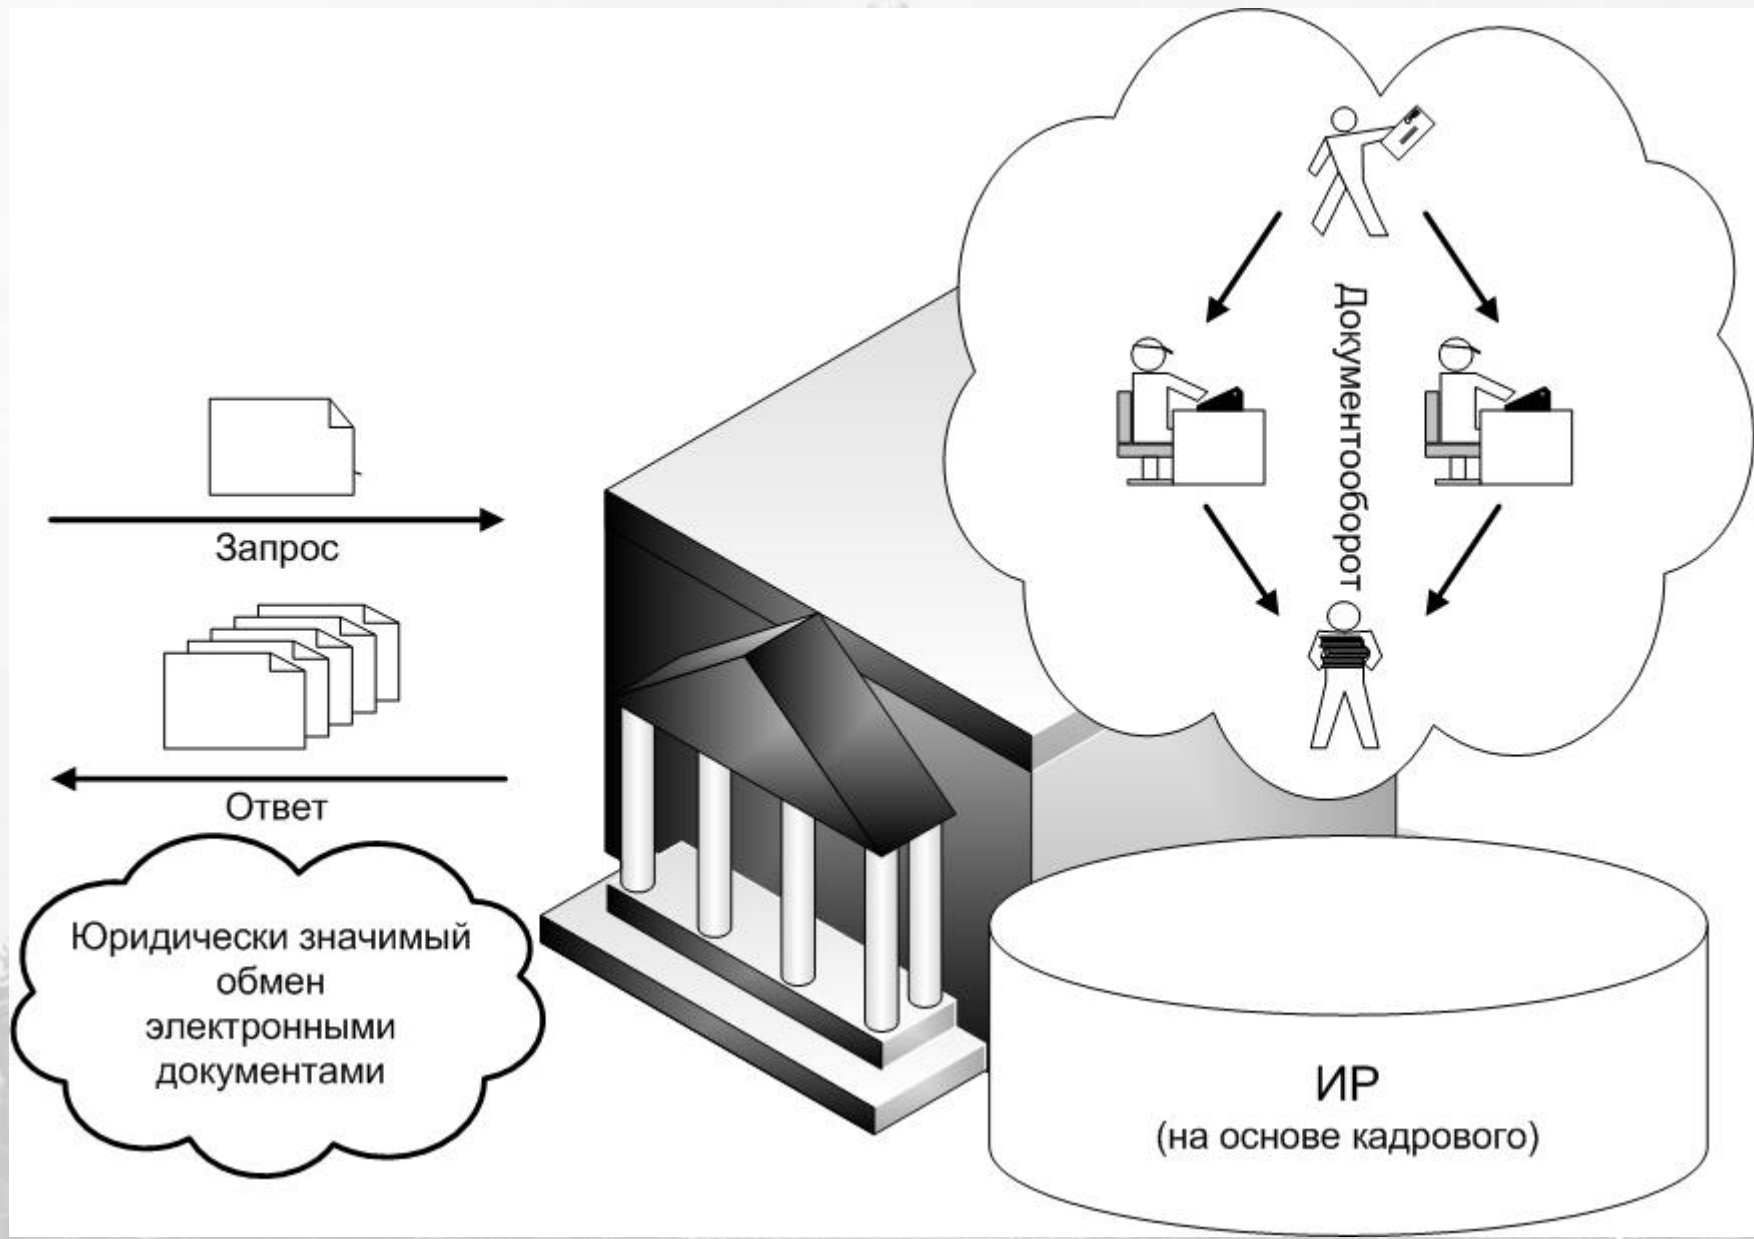 Запрос
Ответ
Юридически значимый
обмен
электронными
документами
Документооборот
ИР
(на основе кадрового)